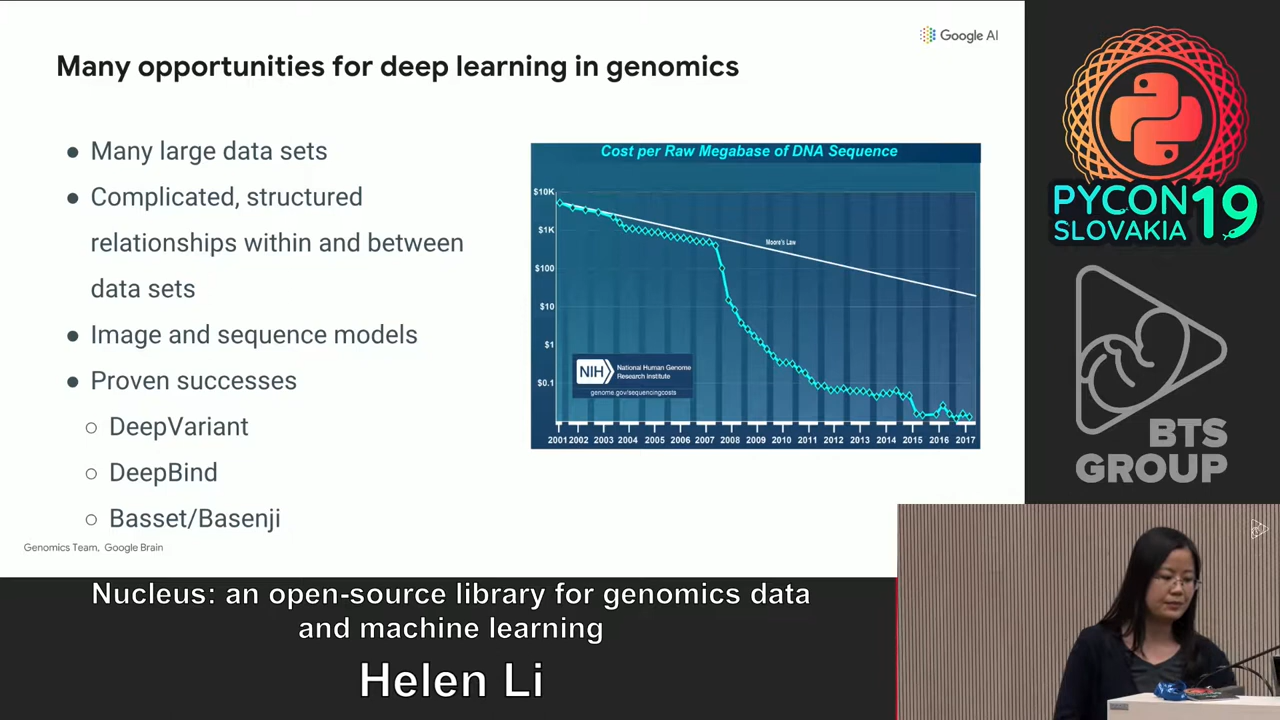 Google AI
Many opportunities for deep learning in genomics
● Many large data sets
● Complicated, structured
relationships within and between
data sets
● Image and sequence models
● Proven successes
○ DeepVariant
○ DeepBind
○ Basset/Basenji
Cost per Raw Megabase of DNA Sequence
$10K
$1K
$100
$10
$1
$0.1
Moore's Law
NIH National Human Genome
Research Institute
genome.gov/sequencingcosts
2001 2002 2003 2004 2005 2006 2007 2008 2009 2010 2011 2012 2013 2014 2015 2016 2017
Genomics Team, Google Brain
PYCON 19
SLOVAKIA
BTS
GROUP
Nucleus: an open-source library for genomics data
and machine learning
Helen Li